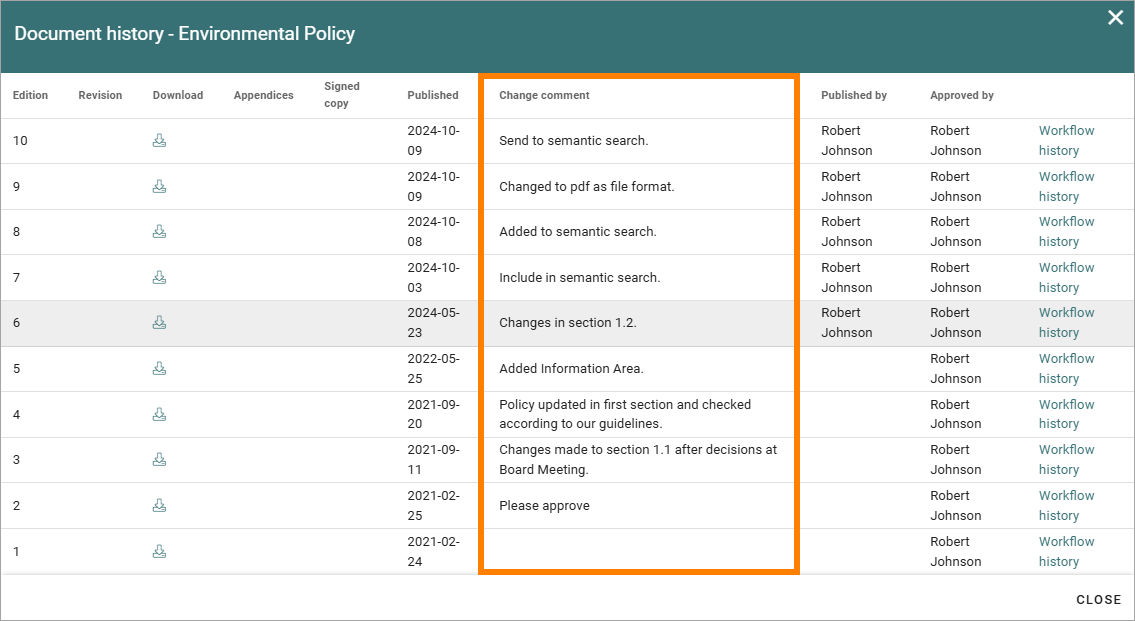 Document history - Environmental Policy
Edition Revision Download Appendices Signed copy Published Change comment Published by Approved by
10 2024-10-09 Send to semantic search. Robert Johnson Robert Johnson Workflow history
9 2024-10-09 Changed to pdf as file format. Robert Johnson Robert Johnson Workflow history
8 2024-10-08 Added to semantic search. Robert Johnson Robert Johnson Workflow history
7 2024-10-03 Include in semantic search. Robert Johnson Robert Johnson Workflow history
6 2024-05-23 Changes in section 1.2. Robert Johnson Robert Johnson Workflow history
5 2022-05-25 Added Information Area. Robert Johnson Workflow history
4 2021-09-20 Policy updated in first section and checked according to our guidelines. Robert Johnson Workflow history
3 2021-09-11 Changes made to section 1.1 after decisions at Board Meeting. Robert Johnson Workflow history
2 2021-02-25 Please approve Robert Johnson Workflow history
1 2021-02-24 Robert Johnson Workflow history
CLOSE